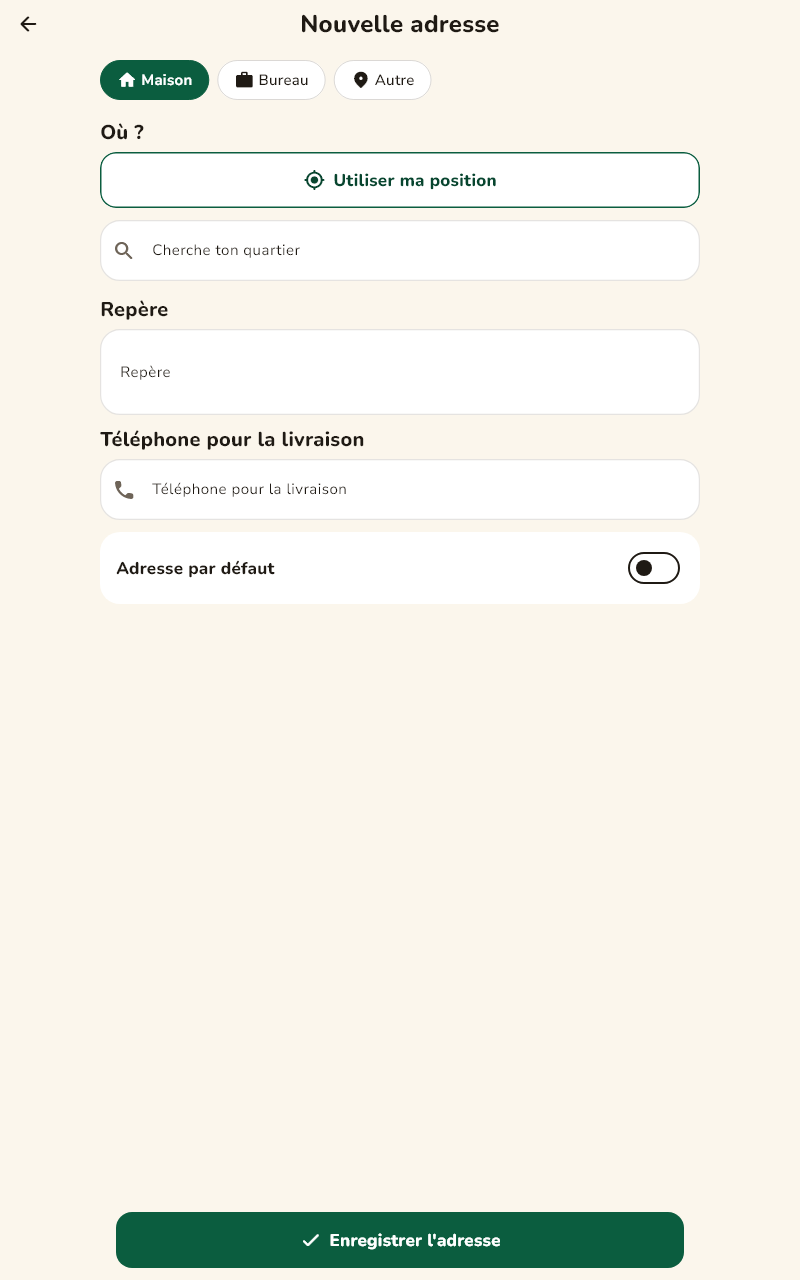 Nouvelle adresse
Maison
Bureau
Autre
Où ?
Utiliser ma position
Cherche ton quartier
Repère
Repère
Téléphone pour la livraison
Téléphone pour la livraison
Adresse par défaut
Enregistrer l'adresse